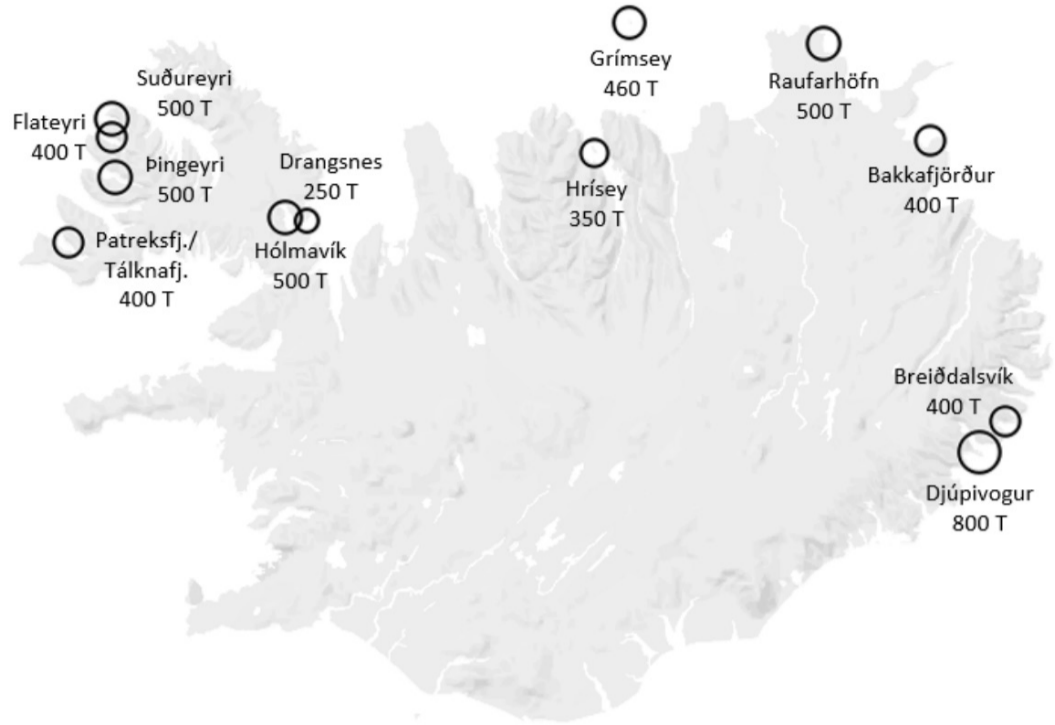 Suðureyri
500 T
Flateyri
400 T
Þingeyri
500 T
Patreksfj./
Tálknafj.
400 T
Drangsnes
250 T
Hólmavík
500 T
Grímsey
460 T
Hrísey
350 T
Raufarhöfn
500 T
Bakkafjörður
400 T
Breiðdalsvík
400 T
Djúpivogur
800 T